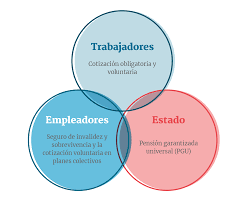 Trabajadores
Cotización obligatoria y
voluntaria
Empleadores
Seguro de invalidez y
sobrevivencia y la
cotización voluntaria en
planes colectivos
Estado
Pensión garantizada
universal (PGU)